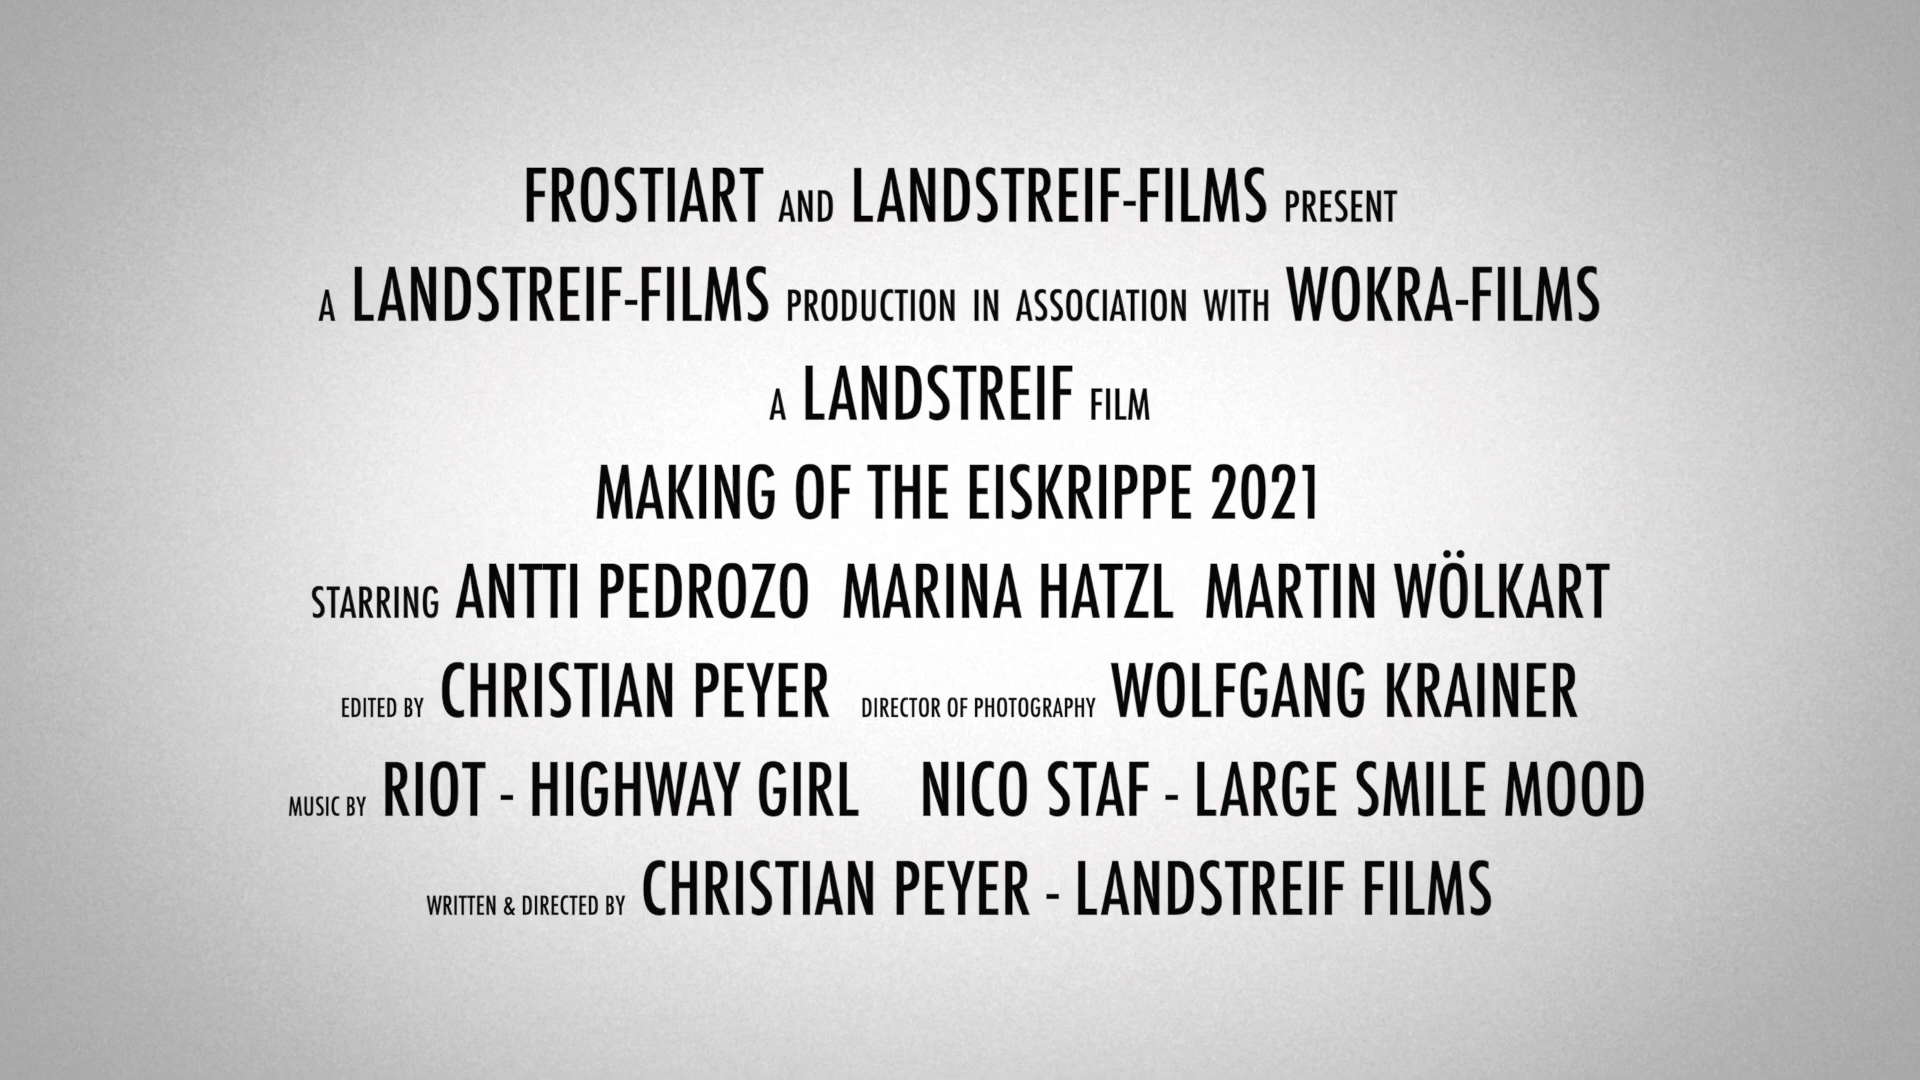 FROSTIART AND LANDSTREIF-FILMS PRESENT
A LANDSTREIF-FILMS PRODUCTION IN ASSOCIATION WITH WOKRA-FILMS
A LANDSTREIF FILM
MAKING OF THE EISKRIPPE 2021
STARRING ANTTI PEDROZO MARINA HATZL MARTIN WÖLKART
EDITED BY CHRISTIAN PEYER DIRECTOR OF PHOTOGRAPHY WOLFGANG KRAINER
MUSIC BY RIOT - HIGHWAY GIRL NICO STAF - LARGE SMILE MOOD
WRITTEN & DIRECTED BY CHRISTIAN PEYER - LANDSTREIF FILMS